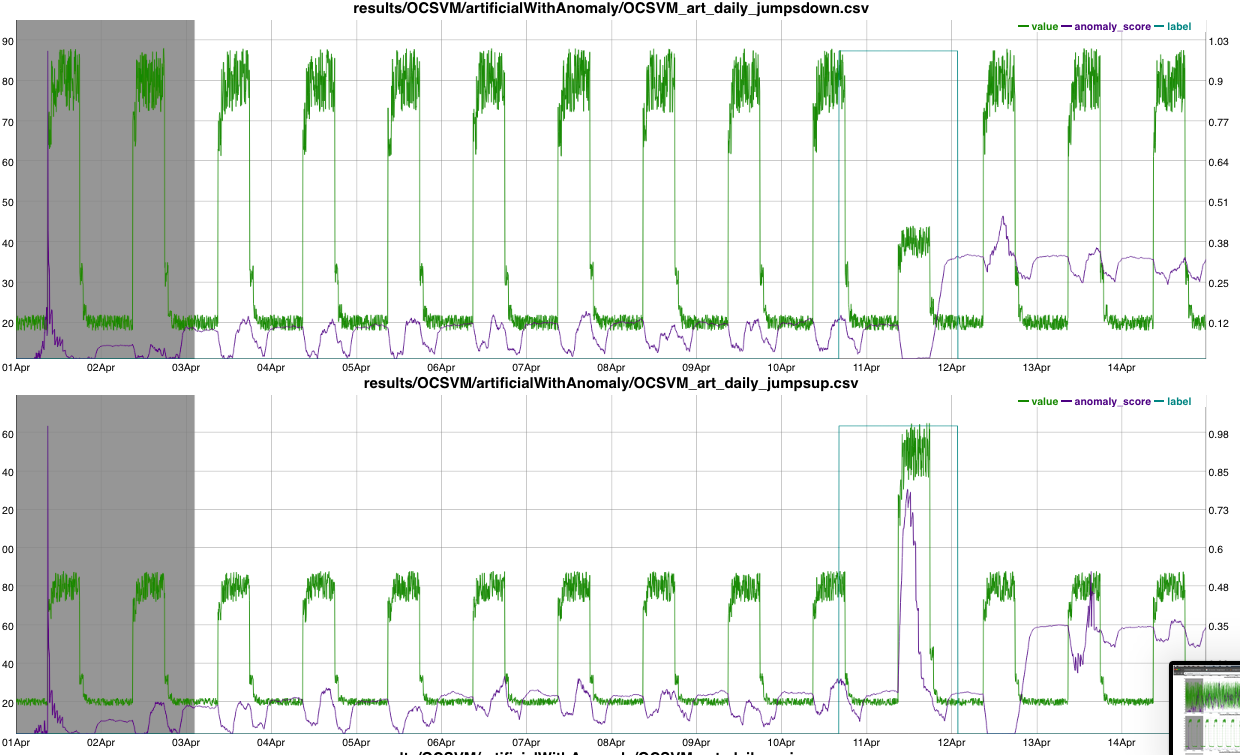 results/OCSVM/artificialWithAnomaly/OCSVM_art_daily_jumpsdown.csv
value anomaly_score label
90 1.03
80 0.9
70 0.77
60 0.64
50 0.51
40 0.38
30 0.25
20 0.12
01Apr 02Apr 03Apr 04Apr 05Apr 06Apr 07Apr 08Apr 09Apr 10Apr 11Apr 12Apr 13Apr 14Apr
results/OCSVM/artificialWithAnomaly/OCSVM_art_daily_jumpsup.csv
value anomaly_score label
60 0.98
40 0.85
20 0.73
00 0.6
80 0.48
60 0.35
40
20
01Apr 02Apr 03Apr 04Apr 05Apr 06Apr 07Apr 08Apr 09Apr 10Apr 11Apr 12Apr 13Apr 14Apr